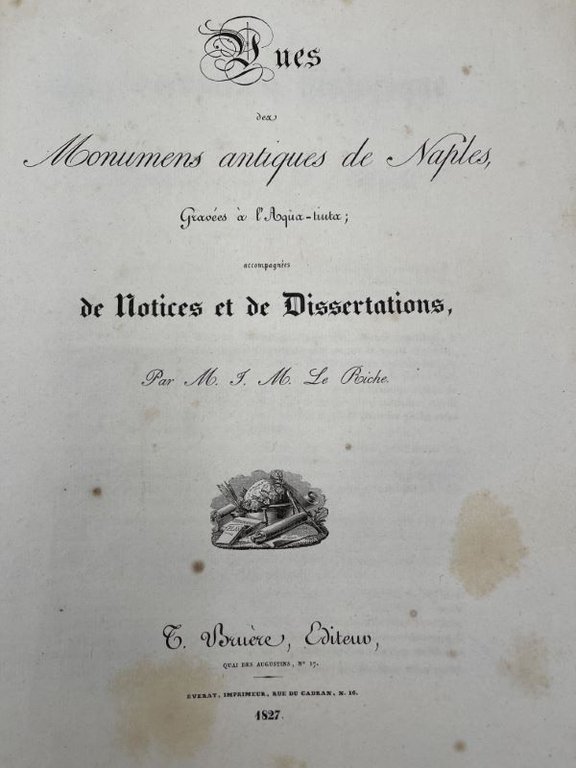 Vues
des
Monumens antiques de Naples,
Gravées à l'Aqua-tinta;
accompagnées
de Notices et de Dissertations,
Par M. J. M. Le Riche.
T. Bruère, Editeur,
QUAI DES AUGUSTINS, N° 17.
EVERAT, IMPRIMEUR, RUE DU CADRAN, N. 16.
1827.